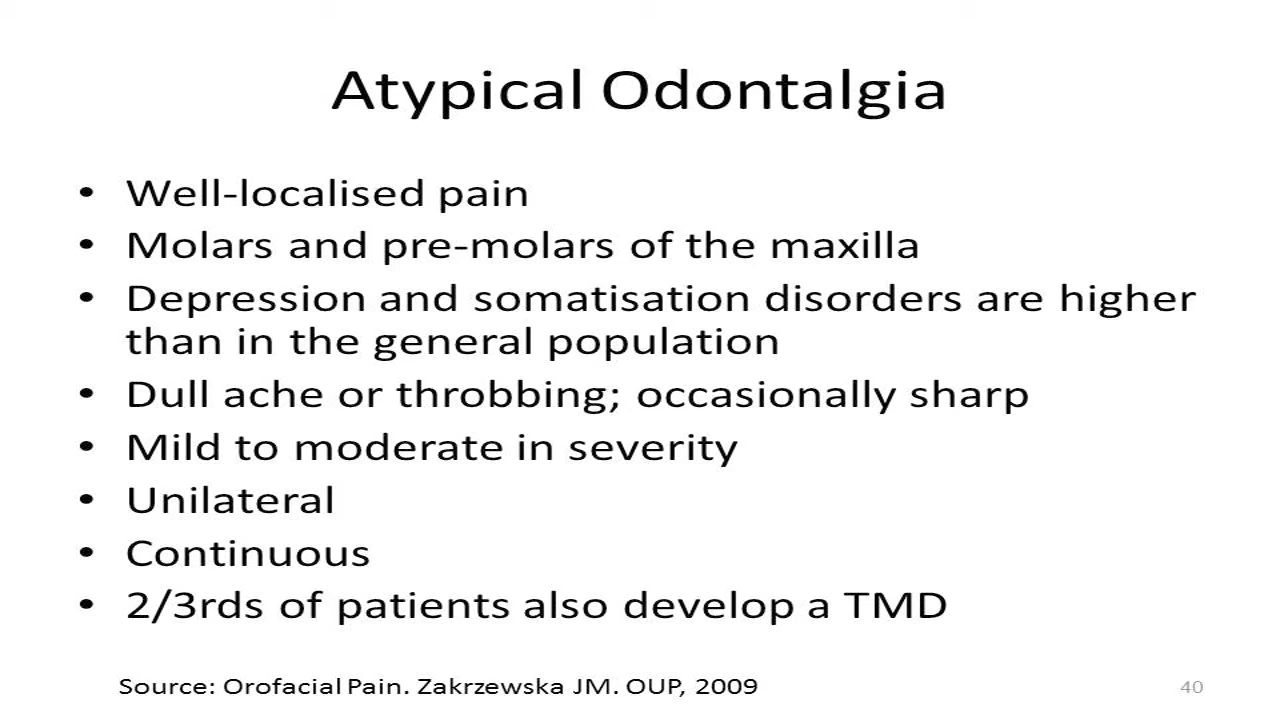 Atypical Odontalgia
• Well-localised pain
• Molars and pre-molars of the maxilla
• Depression and somatisation disorders are higher
than in the general population
• Dull ache or throbbing; occasionally sharp
• Mild to moderate in severity
• Unilateral
• Continuous
• 2/3rds of patients also develop a TMD
Source: Orofacial Pain. Zakrzewska JM. OUP, 2009
40